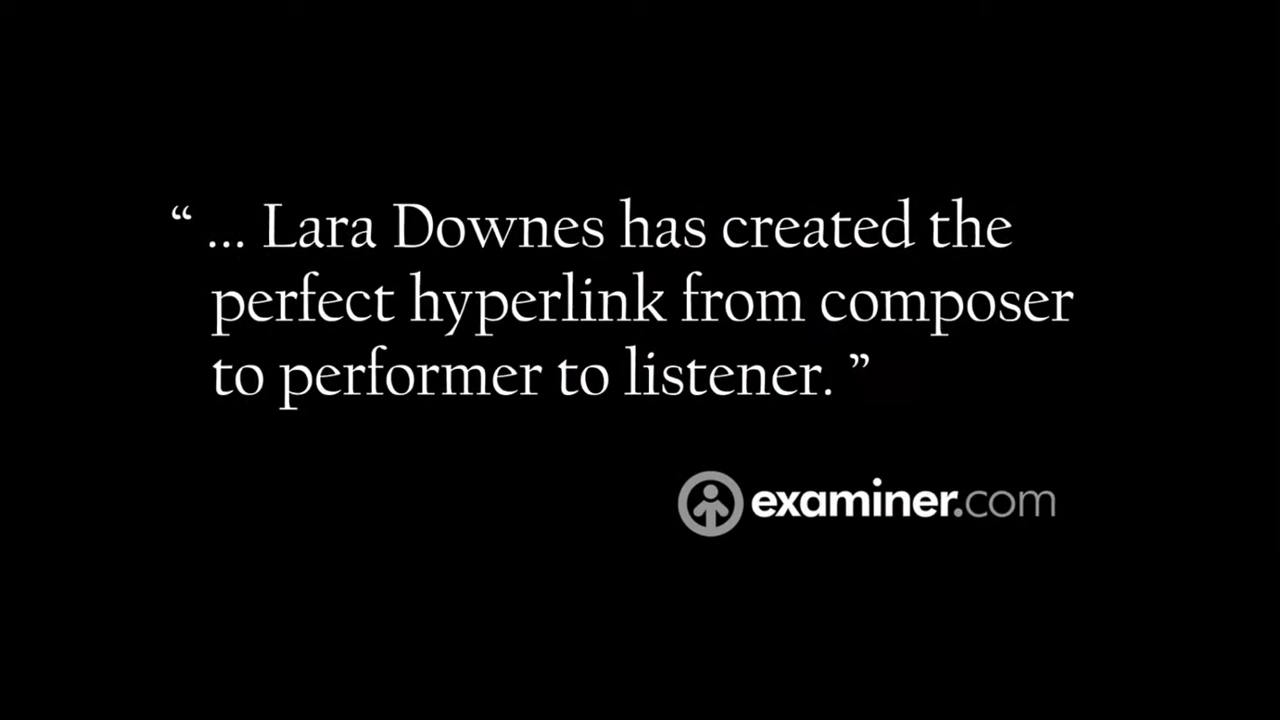 “ ... Lara Downes has created the
perfect hyperlink from composer
to performer to listener. ”
examiner.com